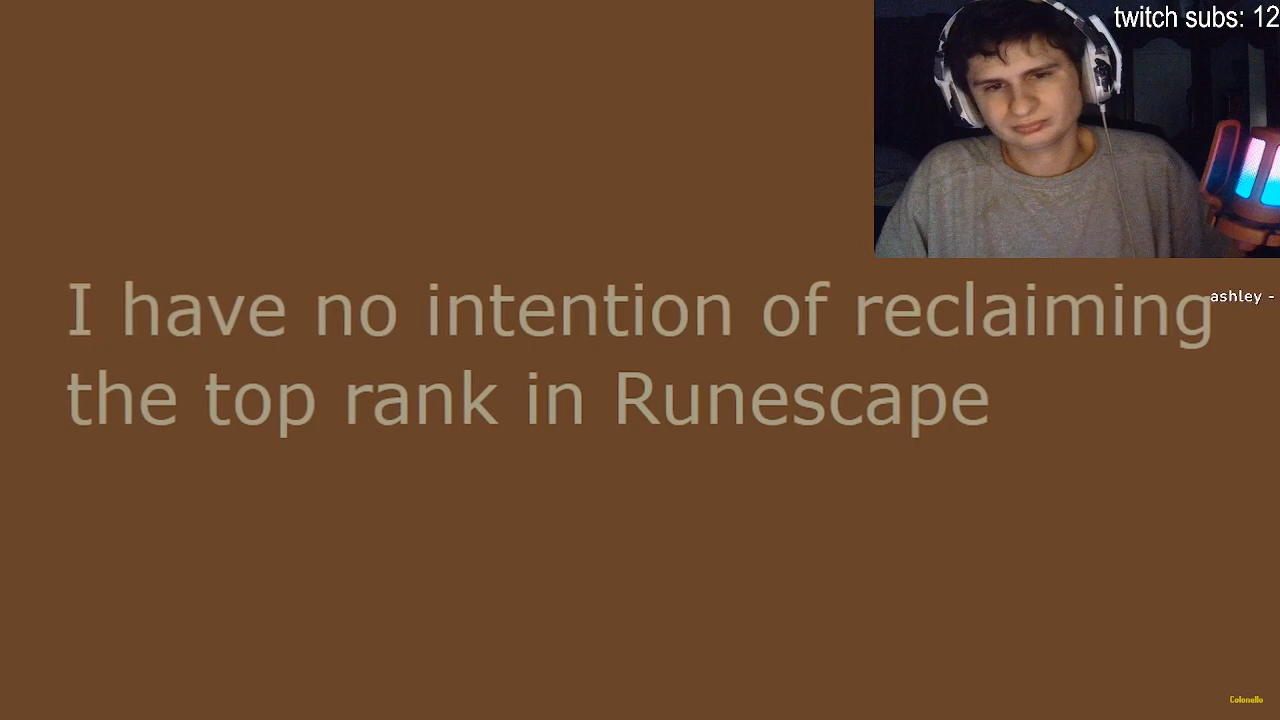 twitch subs: 12
ashley -
I have no intention of reclaiming
the top rank in Runescape
Colonello